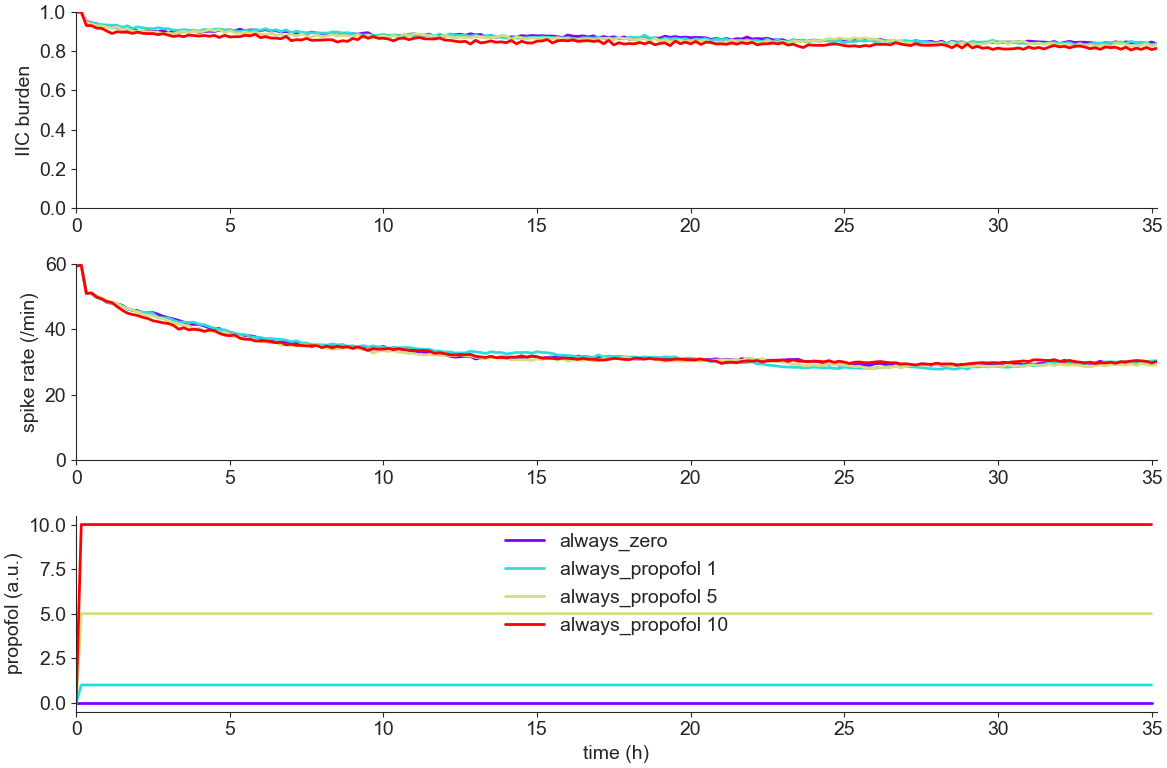 IIC burden
1.0
0.8
0.6
0.4
0.2
0.0
0 5 10 15 20 25 30 35
spike rate (/min)
60
40
20
0
0 5 10 15 20 25 30 35
propofol (a.u.)
10.0
7.5
5.0
2.5
0.0
always_zero
always_propofol 1
always_propofol 5
always_propofol 10
0 5 10 15 20 25 30 35
time (h)